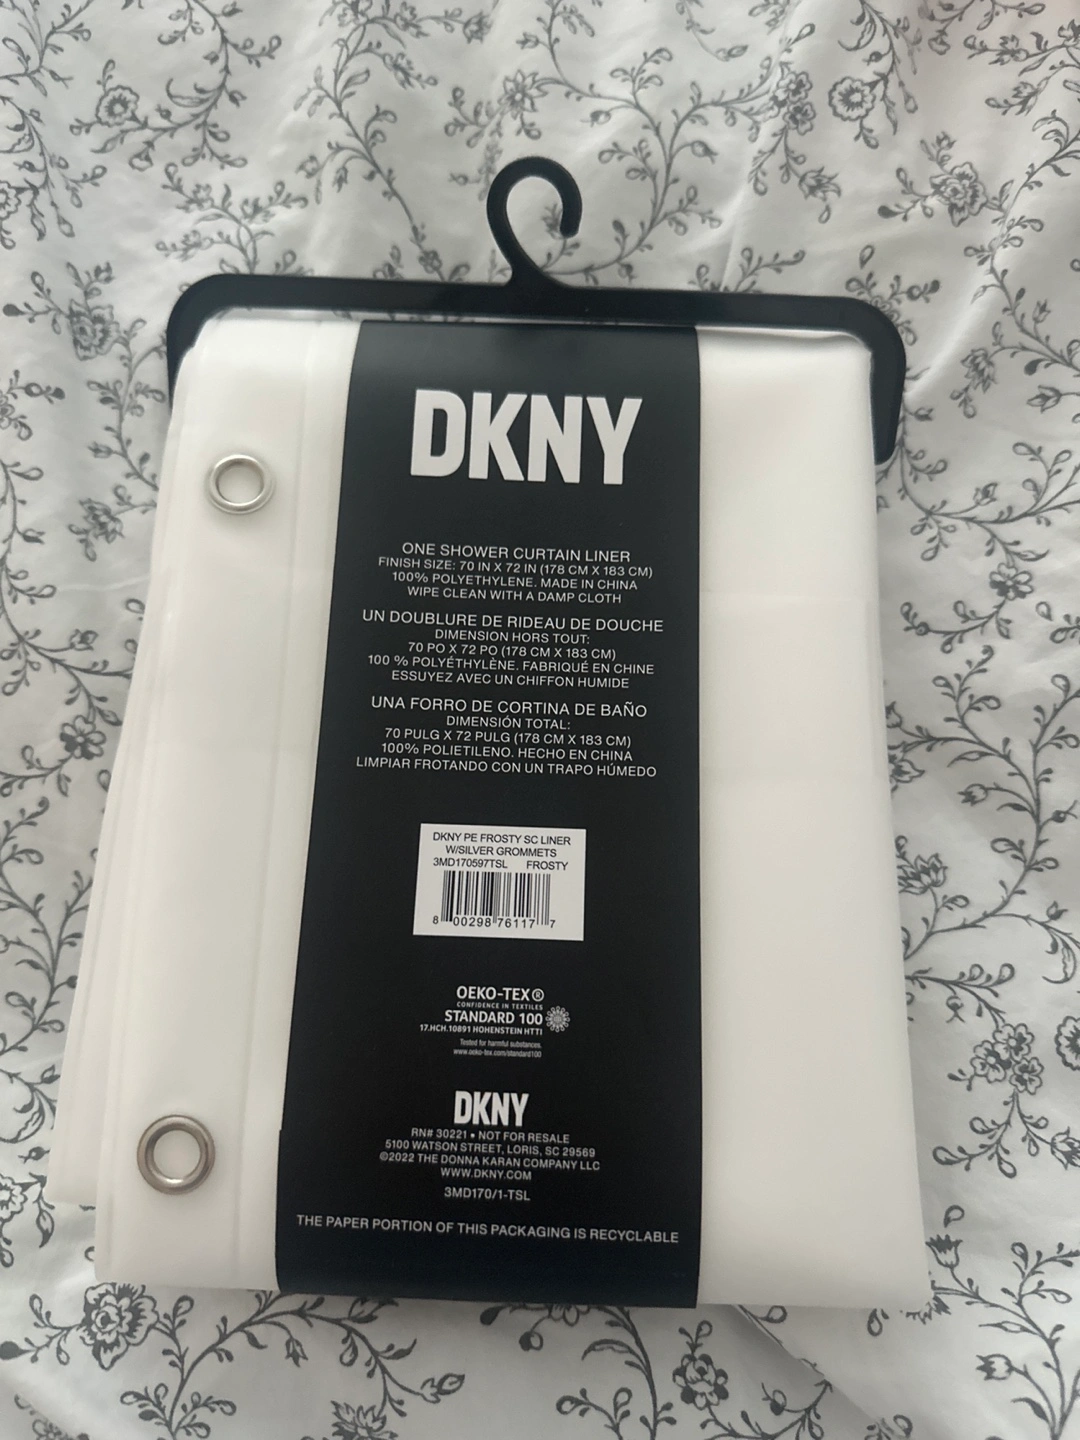 DKNY
ONE SHOWER CURTAIN LINER
FINISH SIZE: 70 IN X 72 IN (178 CM X 183 CM)
100% POLYETHYLENE. MADE IN CHINA
WIPE CLEAN WITH A DAMP CLOTH
UN DOUBLURE DE RIDEAU DE DOUCHE
DIMENSION HORS TOUT:
70 PO X 72 PO (178 CM X 183 CM)
100 % POLYÉTHYLÈNE. FABRIQUÉ EN CHINE
ESSUYEZ AVEC UN CHIFFON HUMIDE
UNA FORRO DE CORTINA DE BAÑO
DIMENSIÓN TOTAL:
70 PULG X 72 PULG (178 CM X 183 CM)
100% POLIETILENO. HECHO EN CHINA
LIMPIAR FROTANDO CON UN TRAPO HÚMEDO
DKNY PE FROSTY SC LINER
W/SILVER GROMMETS
3MD170597TSL FROSTY
8 00298 76117 7
OEKO-TEX®
CONFIDENCE IN TEXTILES
STANDARD 100
17.HCH.10891 HOHENSTEIN HTTI
Tested for harmful substances.
www.oeko-tex.com/standard100
DKNY
RN# 30221 • NOT FOR RESALE
5100 WATSON STREET, LORIS, SC 29569
©2022 THE DONNA KARAN COMPANY LLC
WWW.DKNY.COM
3MD170/1-TSL
THE PAPER PORTION OF THIS PACKAGING IS RECYCLABLE